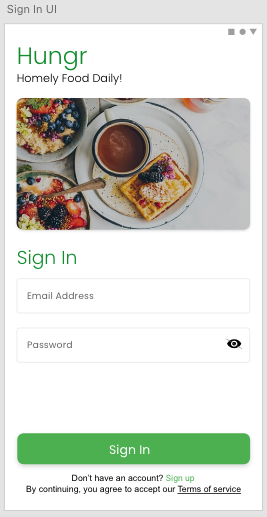 Sign In UI
Hungr
Homely Food Daily!
Sign In
Email Address
Password
Sign In
Don't have an account? Sign up
By continuing, you agree to accept our Terms of service